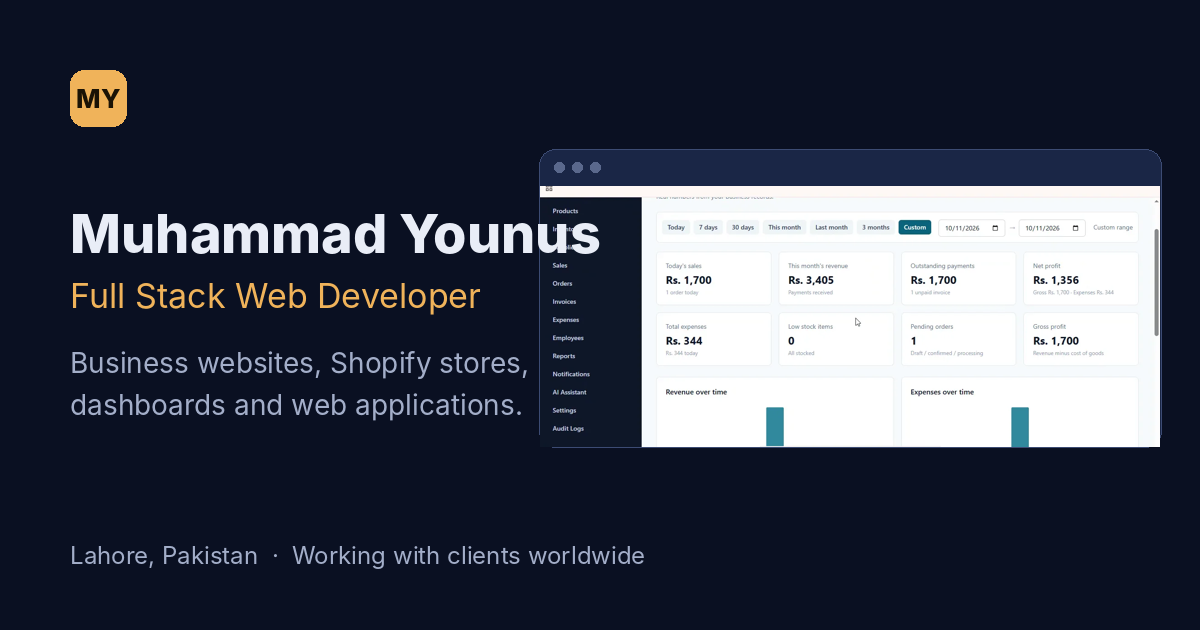 MY
Muhammad Younus
Full Stack Web Developer
Business websites, Shopify stores,
dashboards and web applications.
Products
Sales
Orders
Invoices
Expenses
Employees
Reports
Notifications
AI Assistant
Settings
Audit Logs
Today 7 days 30 days This month Last month 3 months Custom 10/11/2026 → 10/11/2026 Custom range
Today's sales
Rs. 1,700
1 order today
This month's revenue
Rs. 3,405
Payments received
Outstanding payments
Rs. 1,700
1 unpaid invoice
Net profit
Rs. 1,356
Gross Rs. 1,700 · Expenses Rs. 344
Total expenses
Rs. 344
Rs. 344 today
Low stock items
0
All stocked
Pending orders
1
Draft / confirmed / processing
Gross profit
Rs. 1,700
Revenue minus cost of goods
Revenue over time
Expenses over time
Lahore, Pakistan · Working with clients worldwide